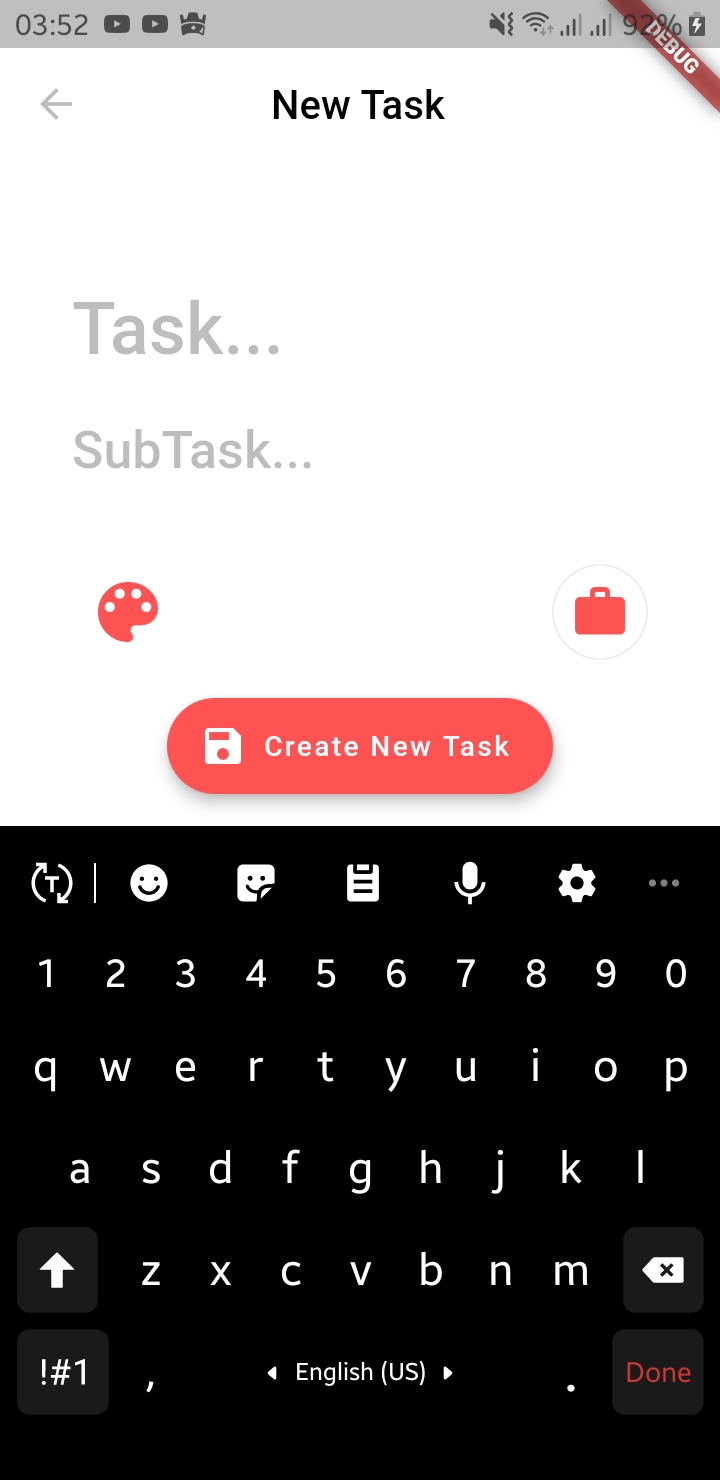 03:52 92%
DEBUG
New Task
Task...
SubTask...
Create New Task
T
1 2 3 4 5 6 7 8 9 0
q w e r t y u i o p
a s d f g h j k l
z x c v b n m
!#1 , English (US) . Done